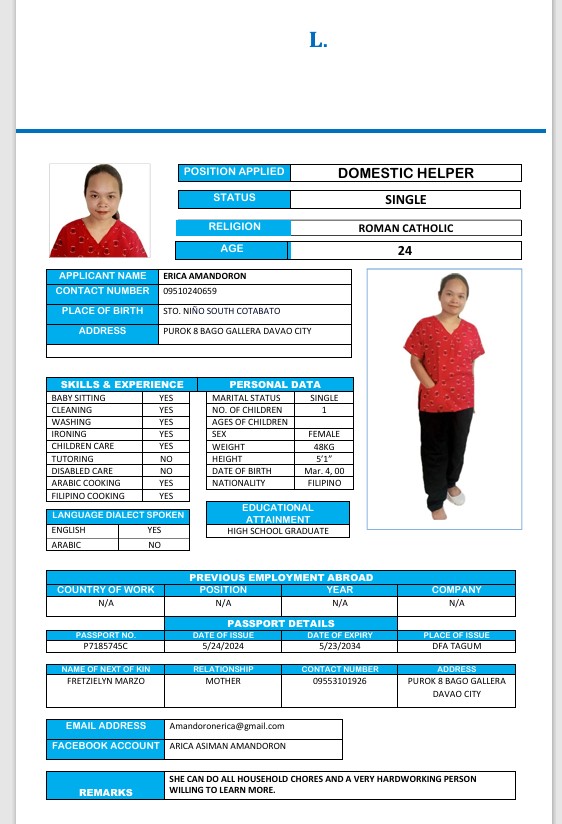 L.
POSITION APPLIED DOMESTIC HELPER
STATUS SINGLE
RELIGION ROMAN CATHOLIC
AGE 24
APPLICANT NAME ERICA AMANDORON
CONTACT NUMBER 09510240659
PLACE OF BIRTH STO. NIÑO SOUTH COTABATO
ADDRESS PUROK 8 BAGO GALLERA DAVAO CITY
SKILLS & EXPERIENCE PERSONAL DATA
BABY SITTING YES MARITAL STATUS SINGLE
CLEANING YES NO. OF CHILDREN 1
WASHING YES AGES OF CHILDREN
IRONING YES SEX FEMALE
CHILDREN CARE YES WEIGHT 48KG
TUTORING NO HEIGHT 5'1”
DISABLED CARE NO DATE OF BIRTH Mar. 4, 00
ARABIC COOKING YES NATIONALITY FILIPINO
FILIPINO COOKING YES
LANGUAGE DIALECT SPOKEN
ENGLISH YES
ARABIC NO
EDUCATIONAL
ATTAINMENT
HIGH SCHOOL GRADUATE
PREVIOUS EMPLOYMENT ABROAD
COUNTRY OF WORK POSITION YEAR COMPANY
N/A N/A N/A N/A
PASSPORT DETAILS
PASSPORT NO. DATE OF ISSUE DATE OF EXPIRY PLACE OF ISSUE
P7185745C 5/24/2024 5/23/2034 DFA TAGUM
NAME OF NEXT OF KIN RELATIONSHIP CONTACT NUMBER ADDRESS
FRETZIELYN MARZO MOTHER 09553101926 PUROK 8 BAGO GALLERA
DAVAO CITY
EMAIL ADDRESS Amandoronerica@gmail.com
FACEBOOK ACCOUNT ARICA ASIMAN AMANDORON
REMARKS SHE CAN DO ALL HOUSEHOLD CHORES AND A VERY HARDWORKING PERSON
WILLING TO LEARN MORE.